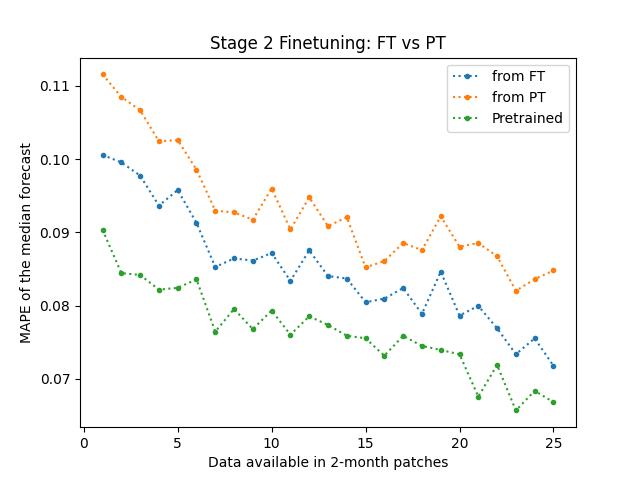 Stage 2 Finetuning: FT vs PT
from FT
from PT
Pretrained
MAPE of the median forecast
0.11
0.10
0.09
0.08
0.07
0 5 10 15 20 25
Data available in 2-month patches